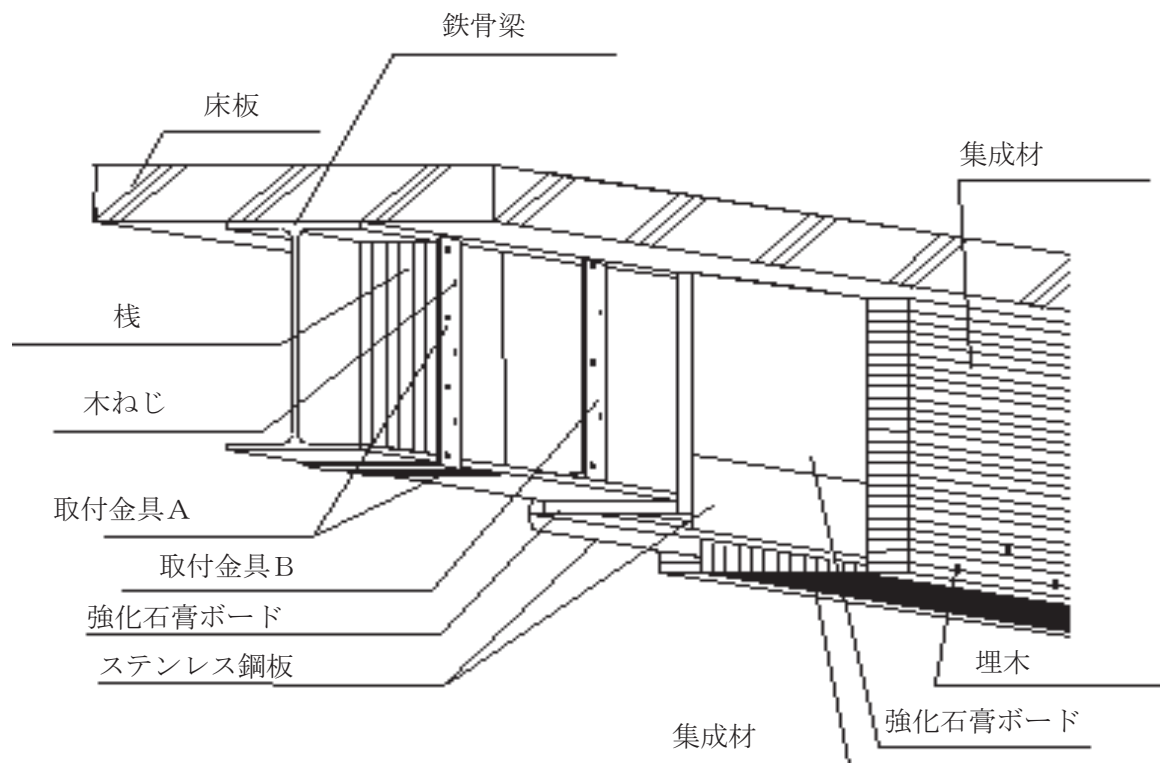 鉄骨梁
床板
集成材
桟
木ねじ
取付金具A
取付金具B
強化石膏ボード
ステンレス鋼板
埋木
強化石膏ボード
集成材